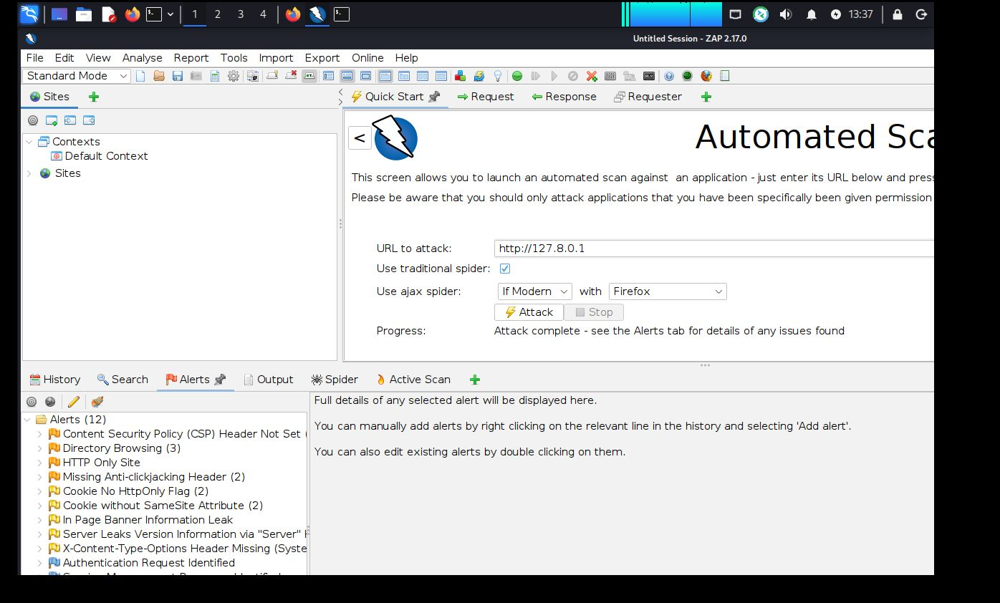 1 2 3 4 13:37
Untitled Session - ZAP 2.17.0
File Edit View Analyse Report Tools Import Export Online Help
Standard Mode
Sites
Quick Start Request Response Requester
<
Automated Sca
Contexts
Default Context
Sites
This screen allows you to launch an automated scan against an application - just enter its URL below and press
Please be aware that you should only attack applications that you have been specifically been given permission
URL to attack: http://127.8.0.1
Use traditional spider:
Use ajax spider: If Modern with Firefox
Attack Stop
Progress: Attack complete - see the Alerts tab for details of any issues found
History Search Alerts Output Spider Active Scan
Alerts (12)
Content Security Policy (CSP) Header Not Set (
Directory Browsing (3)
HTTP Only Site
Missing Anti-clickjacking Header (2)
Cookie No HttpOnly Flag (2)
Cookie without SameSite Attribute (2)
In Page Banner Information Leak
Server Leaks Version Information via "Server" H
X-Content-Type-Options Header Missing (Syste
Authentication Request Identified
Full details of any selected alert will be displayed here.
You can manually add alerts by right clicking on the relevant line in the history and selecting 'Add alert'.
You can also edit existing alerts by double clicking on them.